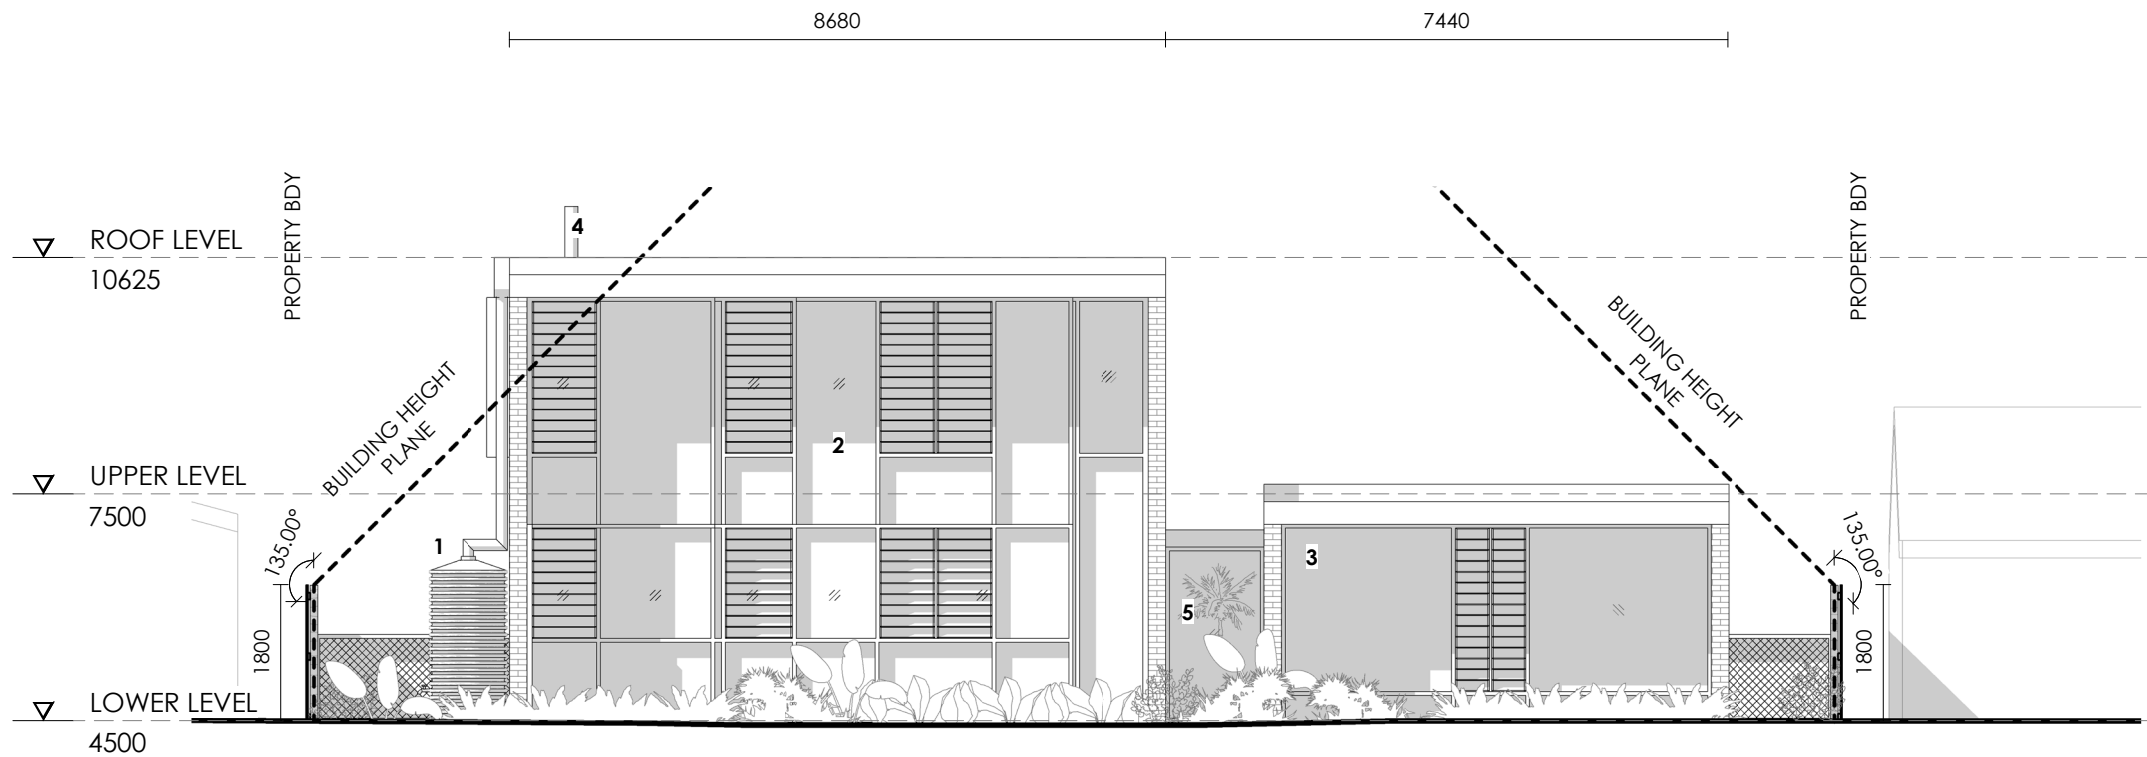 8680
7440
PROPERTY BDY
PROPERTY BDY
4
ROOF LEVEL
10625
BUILDING HEIGHT
PLANE
BUILDING HEIGHT
PLANE
2
UPPER LEVEL
7500
135.00°
135.00°
1
3
5
1800
1800
LOWER LEVEL
4500